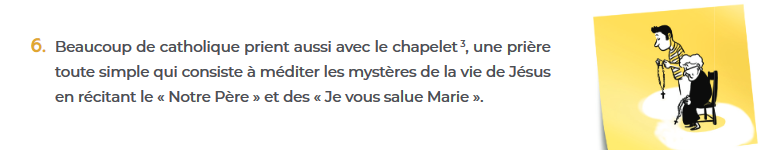 6. Beaucoup de catholique prient aussi avec le chapelet³, une prière
toute simple qui consiste à méditer les mystères de la vie de Jésus
en récitant le « Notre Père » et des « Je vous salue Marie ».